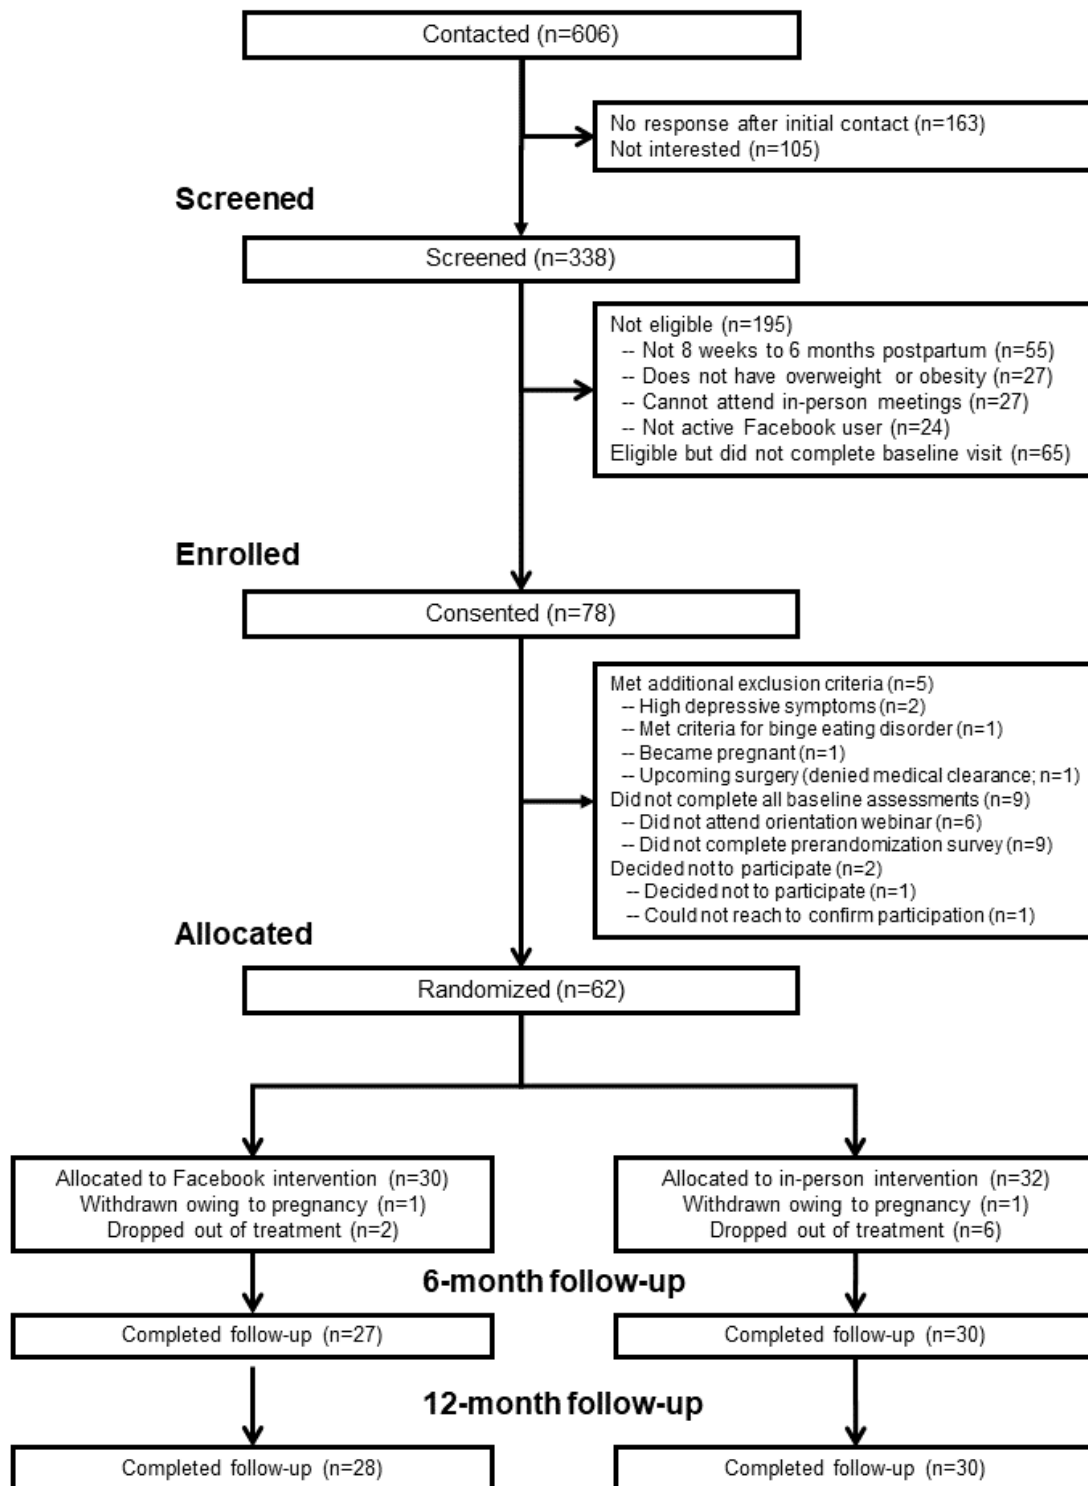 Contacted (n=606)
No response after initial contact (n=163)
Not interested (n=105)
Screened
Screened (n=338)
Not eligible (n=195)
-- Not 8 weeks to 6 months postpartum (n=55)
-- Does not have overweight or obesity (n=27)
-- Cannot attend in-person meetings (n=27)
-- Not active Facebook user (n=24)
Eligible but did not complete baseline visit (n=65)
Enrolled
Consented (n=78)
Met additional exclusion criteria (n=5)
-- High depressive symptoms (n=2)
-- Met criteria for binge eating disorder (n=1)
-- Became pregnant (n=1)
-- Upcoming surgery (denied medical clearance; n=1)
Did not complete all baseline assessments (n=9)
-- Did not attend orientation webinar (n=6)
-- Did not complete prerandomization survey (n=9)
Decided not to participate (n=2)
-- Decided not to participate (n=1)
-- Could not reach to confirm participation (n=1)
Allocated
Randomized (n=62)
Allocated to Facebook intervention (n=30)
Withdrawn owing to pregnancy (n=1)
Dropped out of treatment (n=2)
Allocated to in-person intervention (n=32)
Withdrawn owing to pregnancy (n=1)
Dropped out of treatment (n=6)
6-month follow-up
Completed follow-up (n=27)
Completed follow-up (n=30)
12-month follow-up
Completed follow-up (n=28)
Completed follow-up (n=30)